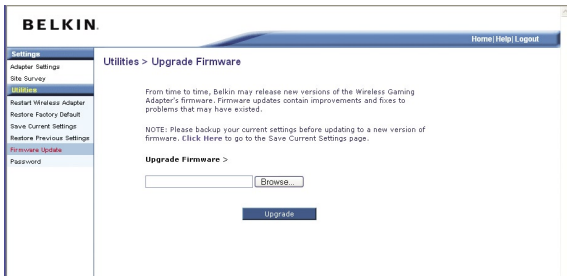 BELKIN.
Home| Help| Logout
Settings
Adapter Settings
Site Survey
Utilities
Restart Wireless Adapter
Restore Factory Default
Save Current Settings
Restore Previous Settings
Firmware Update
Password
Utilities > Upgrade Firmware
From time to time, Belkin may release new versions of the Wireless Gaming
Adapter's firmware. Firmware updates contain improvements and fixes to
problems that may have existed.
NOTE: Please backup your current settings before updating to a new version of
firmware. Click Here to go to the Save Current Settings page.
Upgrade Firmware >
Browse...
Upgrade